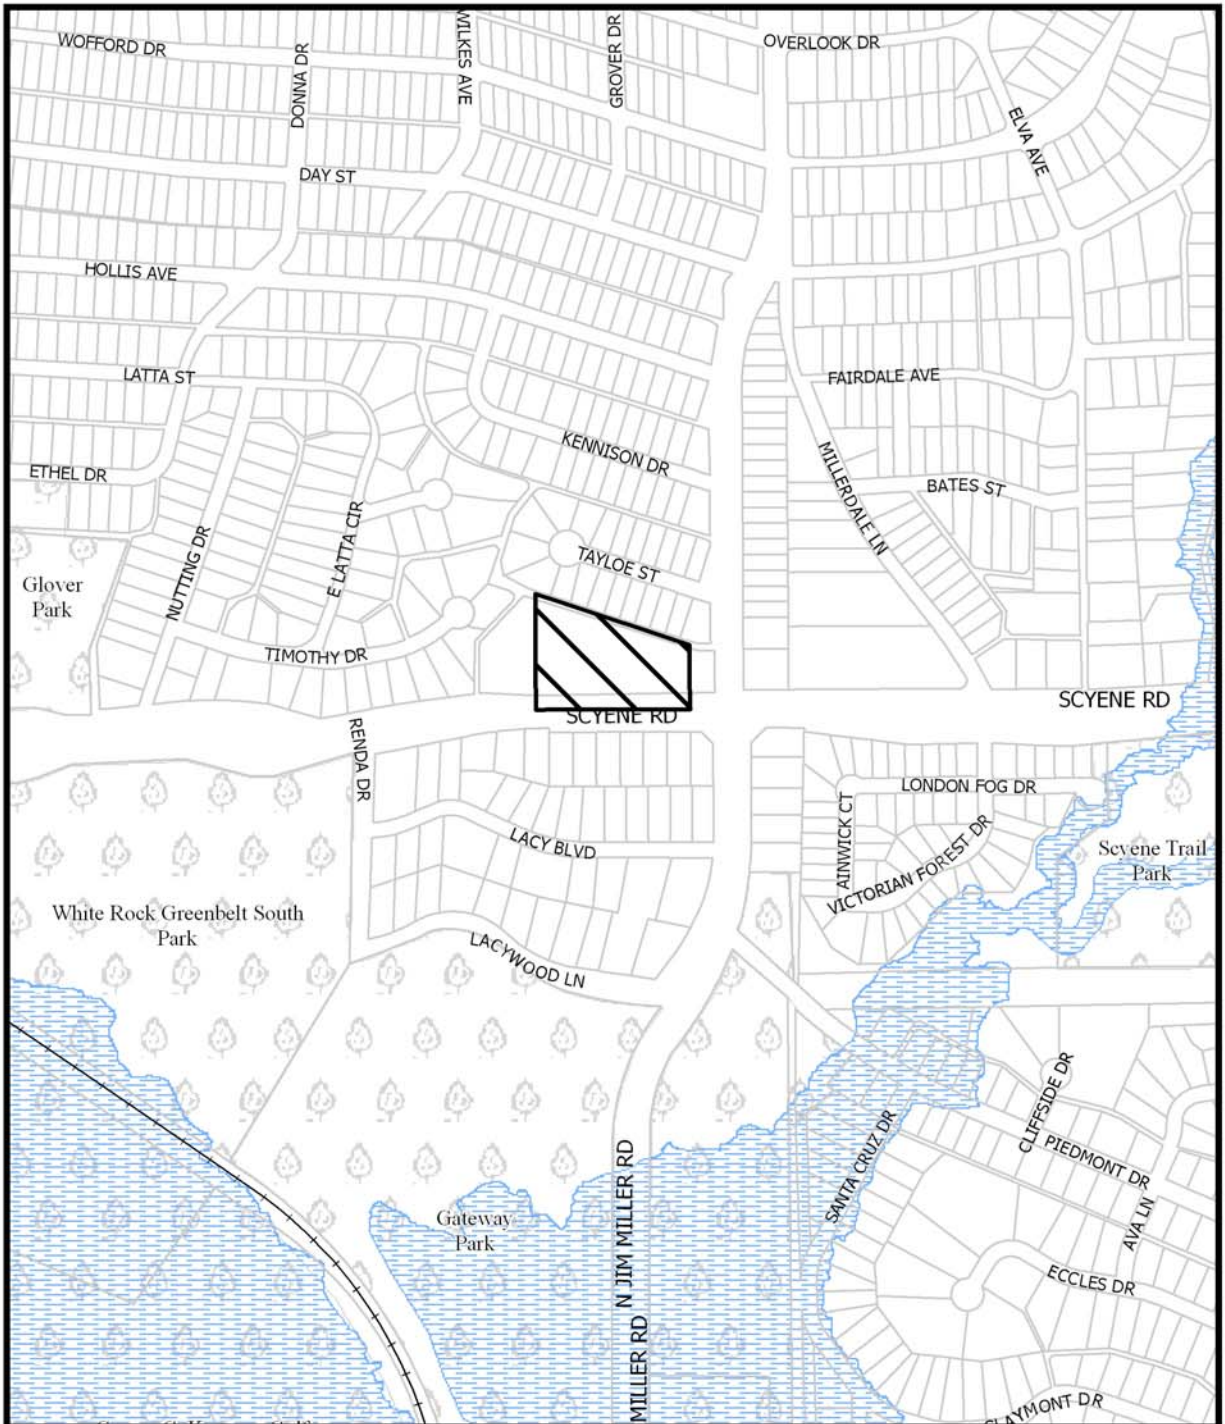 WOFFORD DR
DONNA DR
WILKES AVE
GROVER DR
OVERLOOK DR
ELVA AVE
DAY ST
HOLLIS AVE
LATTA ST
FAIRDALE AVE
KENNISON DR
ETHEL DR
MILLERDALE LN
BATES ST
NUTTING DR
E LATTA CIR
TAYLOE ST
Glover
Park
TIMOTHY DR
SCYENE RD
SCYENE RD
RENDA DR
LONDON FOG DR
AINWICK CT
VICTORIAN FOREST DR
LACY BLVD
Scyene Trail
Park
White Rock Greenbelt South
Park
LACYWOOD LN
CLIFFSIDE DR
PIEDMONT DR
SANTA CRUZ DR
AVA LN
N JIM MILLER RD
Gateway
Park
ECCLES DR
MILLER RD
LAYMONT DR